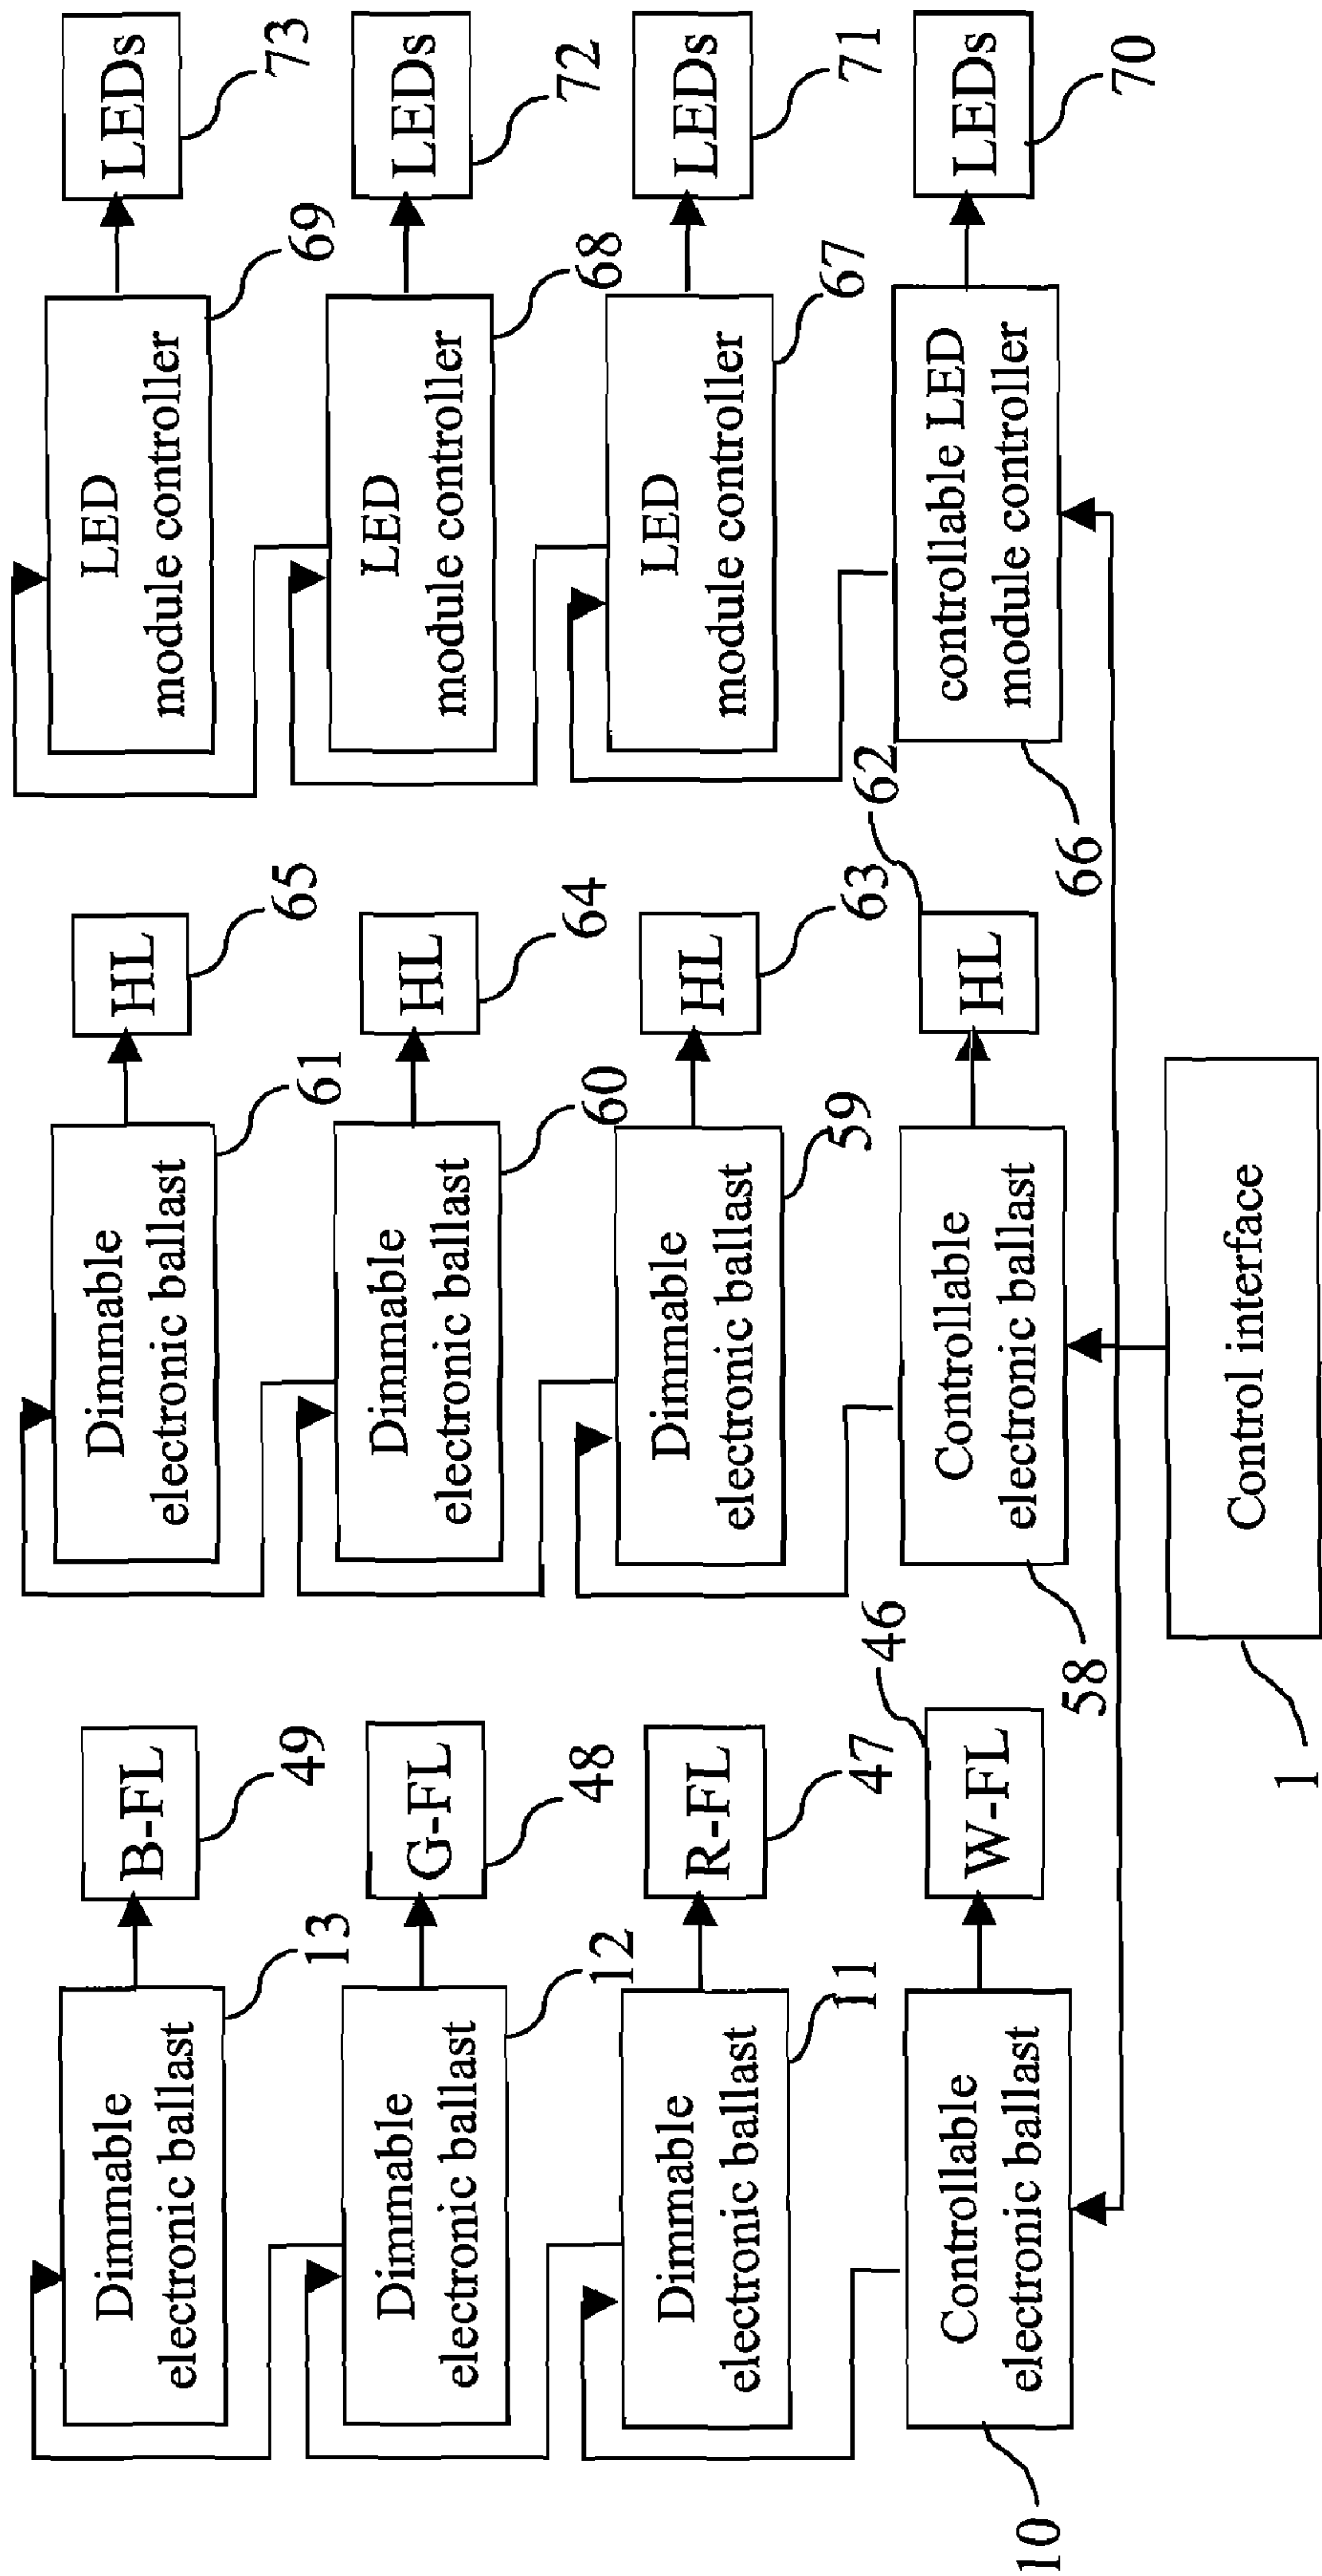 Dimmable
electronic ballast
13
B-FL
49
Dimmable
electronic ballast
61
HL
65
LED
module controller
69
LEDs
73
Dimmable
electronic ballast
12
G-FL
48
Dimmable
electronic ballast
60
HL
64
LED
module controller
68
LEDs
72
Dimmable
electronic ballast
11
R-FL
47
Dimmable
electronic ballast
59
HL
63
LED
module controller
67
LEDs
71
Controllable
electronic ballast
10
W-FL
46
Controllable
electronic ballast
58
HL
62
controllable LED
module controller
66
LEDs
70
Control interface
1